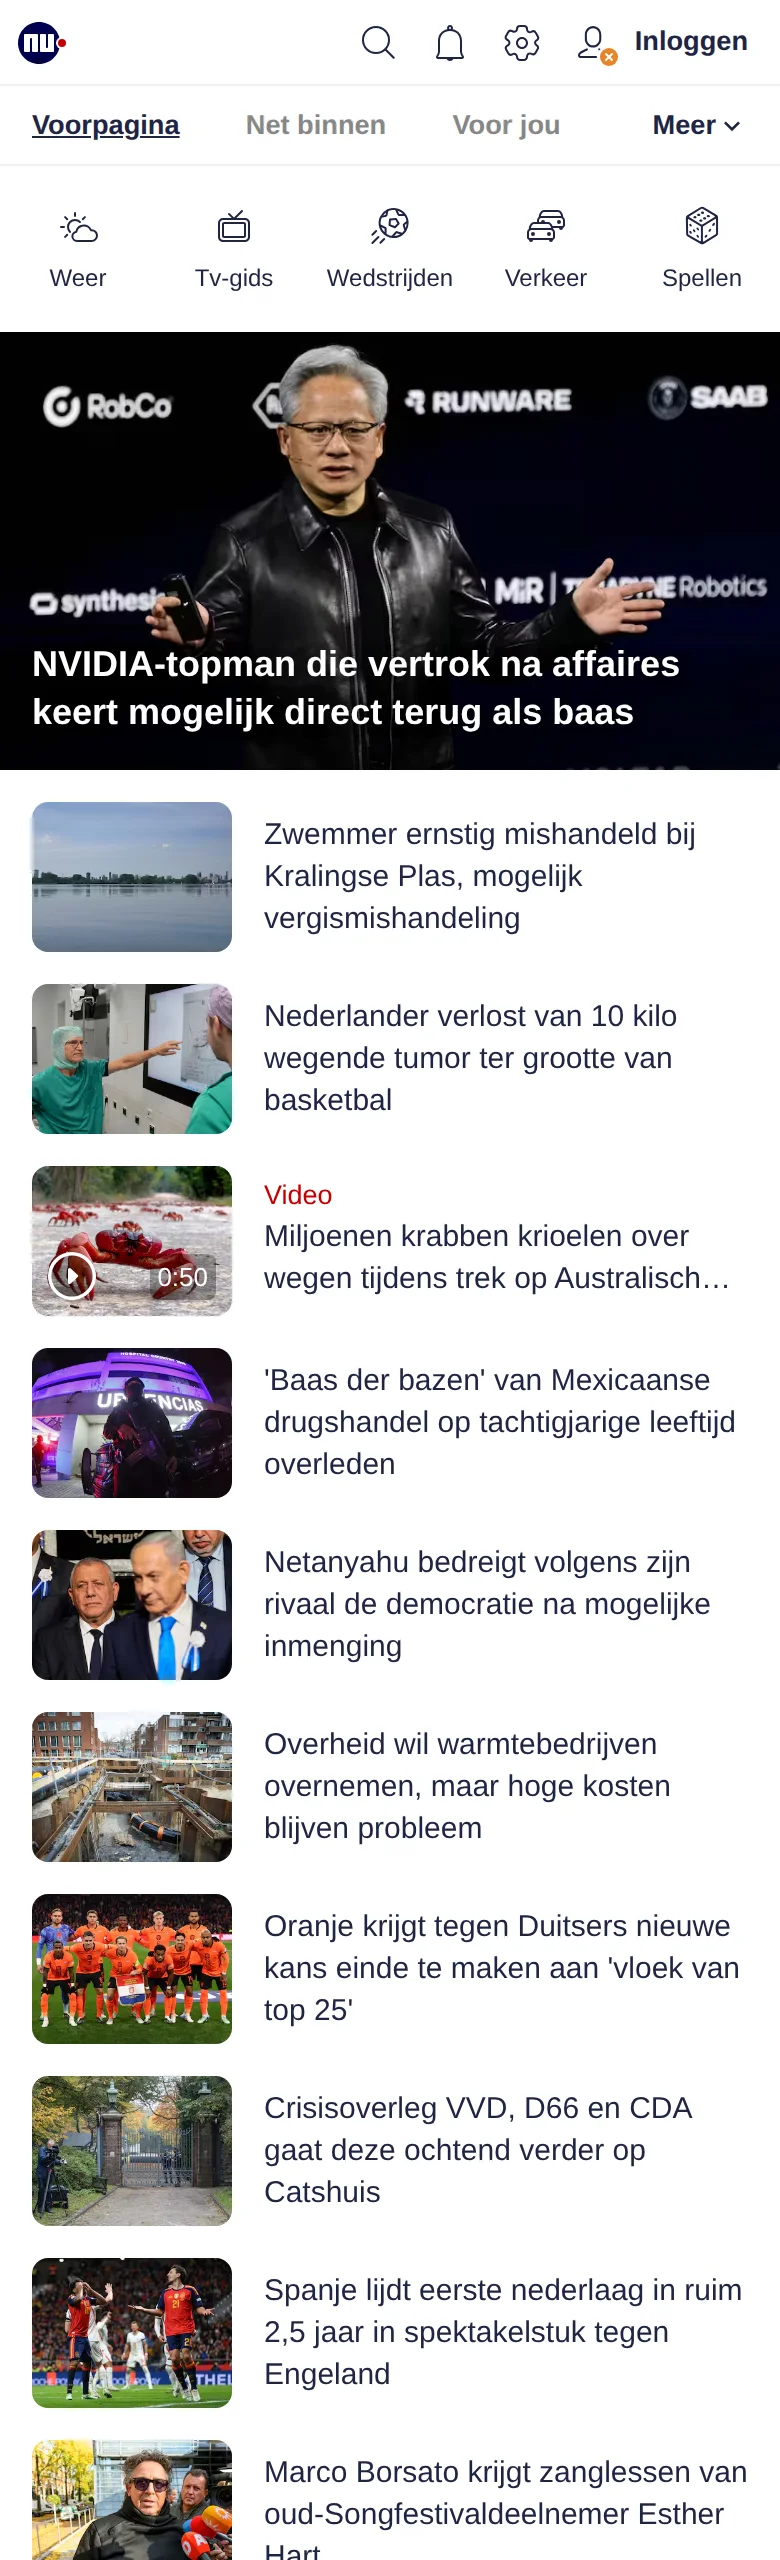 nu
Inloggen
Voorpagina Net binnen Voor jou Meer
Weer Tv-gids Wedstrijden Verkeer Spellen
RobCo RUNWARE SAAB
synthesis MiR Robotics
NVIDIA-topman die vertrok na affaires
keert mogelijk direct terug als baas
Zwemmer ernstig mishandeld bij
Kralingse Plas, mogelijk
vergismishandeling
Nederlander verlost van 10 kilo
wegende tumor ter grootte van
basketbal
0:50
Video
Miljoenen krabben krioelen over
wegen tijdens trek op Australisch…
'Baas der bazen' van Mexicaanse
drugshandel op tachtigjarige leeftijd
overleden
ישראל
Netanyahu bedreigt volgens zijn
rivaal de democratie na mogelijke
inmenging
Overheid wil warmtebedrijven
overnemen, maar hoge kosten
blijven probleem
Oranje krijgt tegen Duitsers nieuwe
kans einde te maken aan 'vloek van
top 25'
Crisisoverleg VVD, D66 en CDA
gaat deze ochtend verder op
Catshuis
21
Spanje lijdt eerste nederlaag in ruim
2,5 jaar in spektakelstuk tegen
Engeland
Marco Borsato krijgt zanglessen van
oud-Songfestivaldeelnemer Esther
Hart